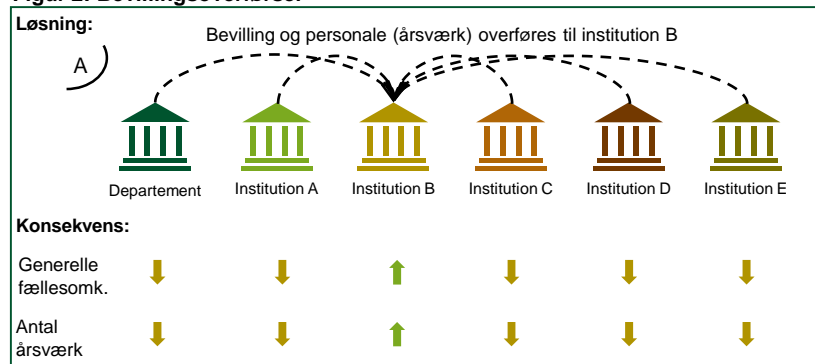 Løsning:
Bevilling og personale (årsværk) overføres til institution B
A
Departement
Institution A
Institution B
Institution C
Institution D
Institution E
Konsekvens:
Generelle
fællesomk.
Antal
årsværk